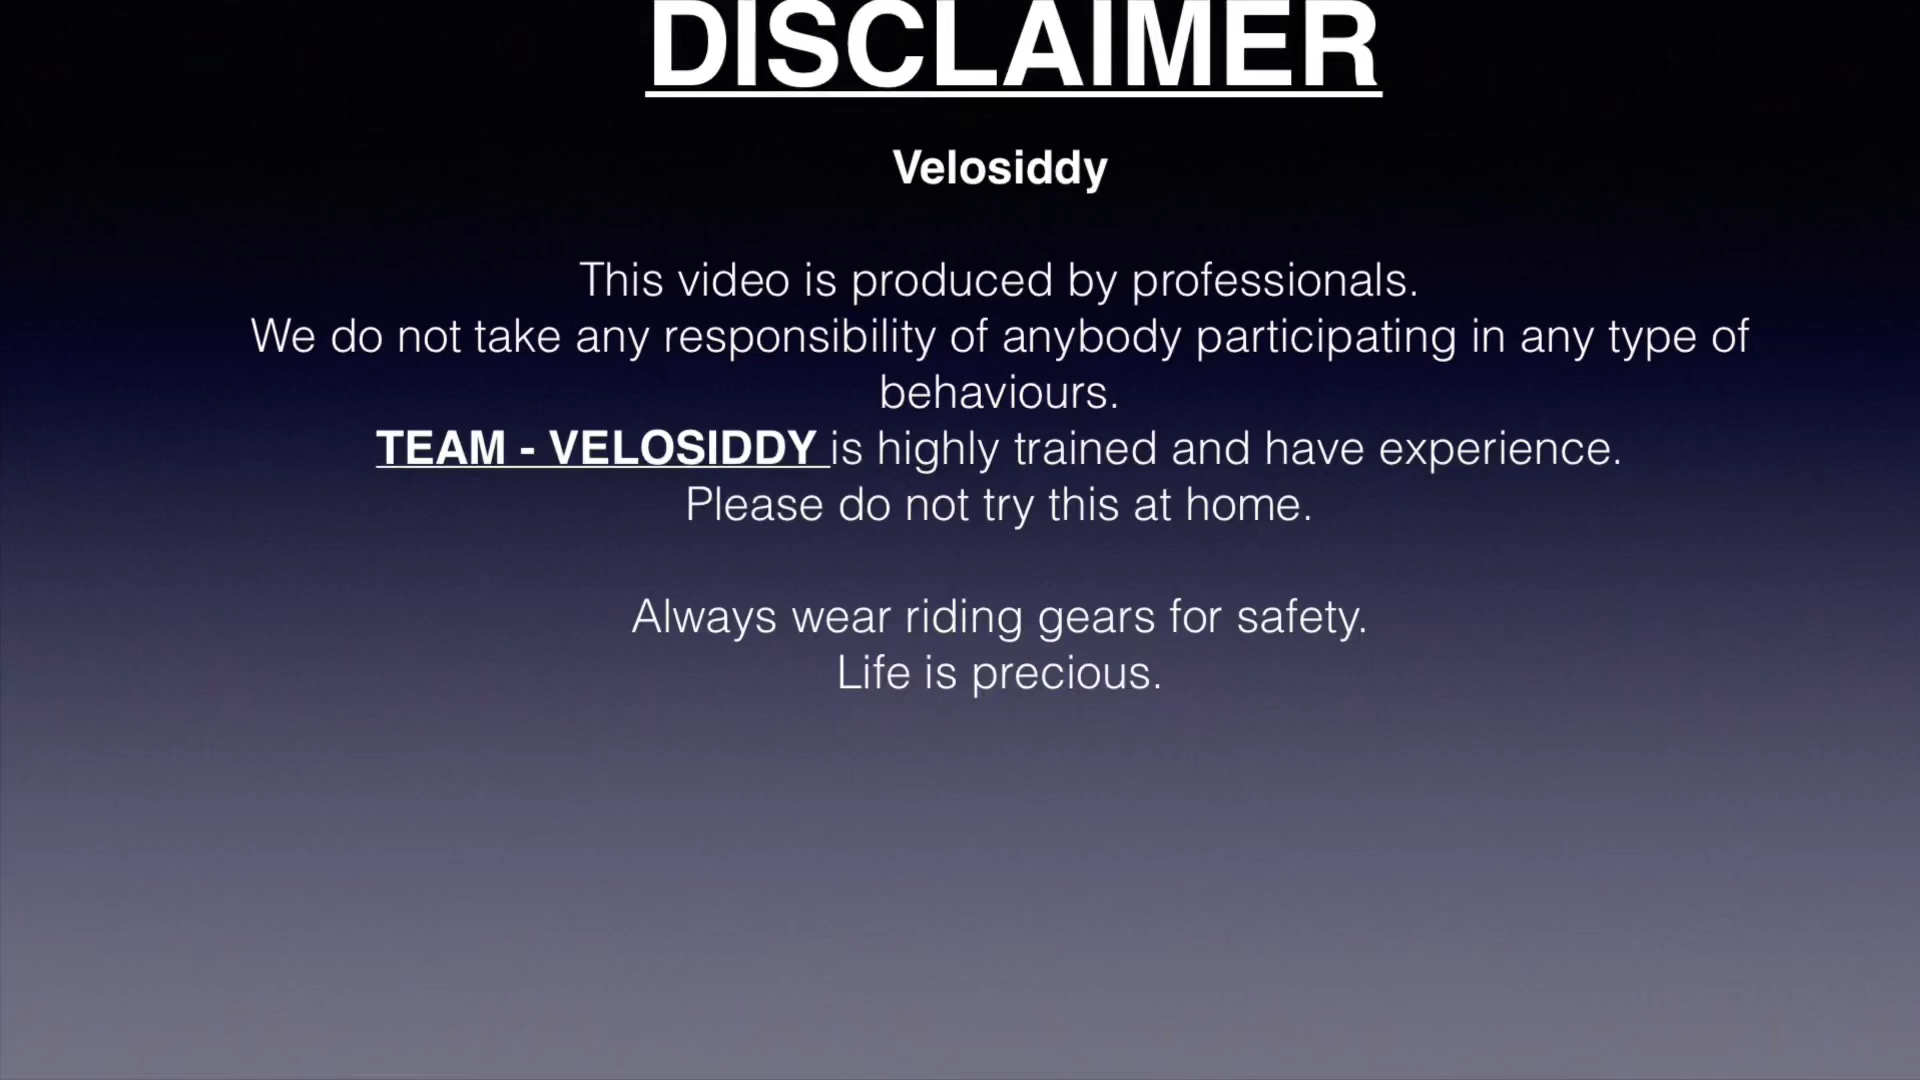 DISCLAIMER
Velosiddy
This video is produced by professionals.
We do not take any responsibility of anybody participating in any type of
behaviours.
TEAM - VELOSIDDY is highly trained and have experience.
Please do not try this at home.
Always wear riding gears for safety.
Life is precious.